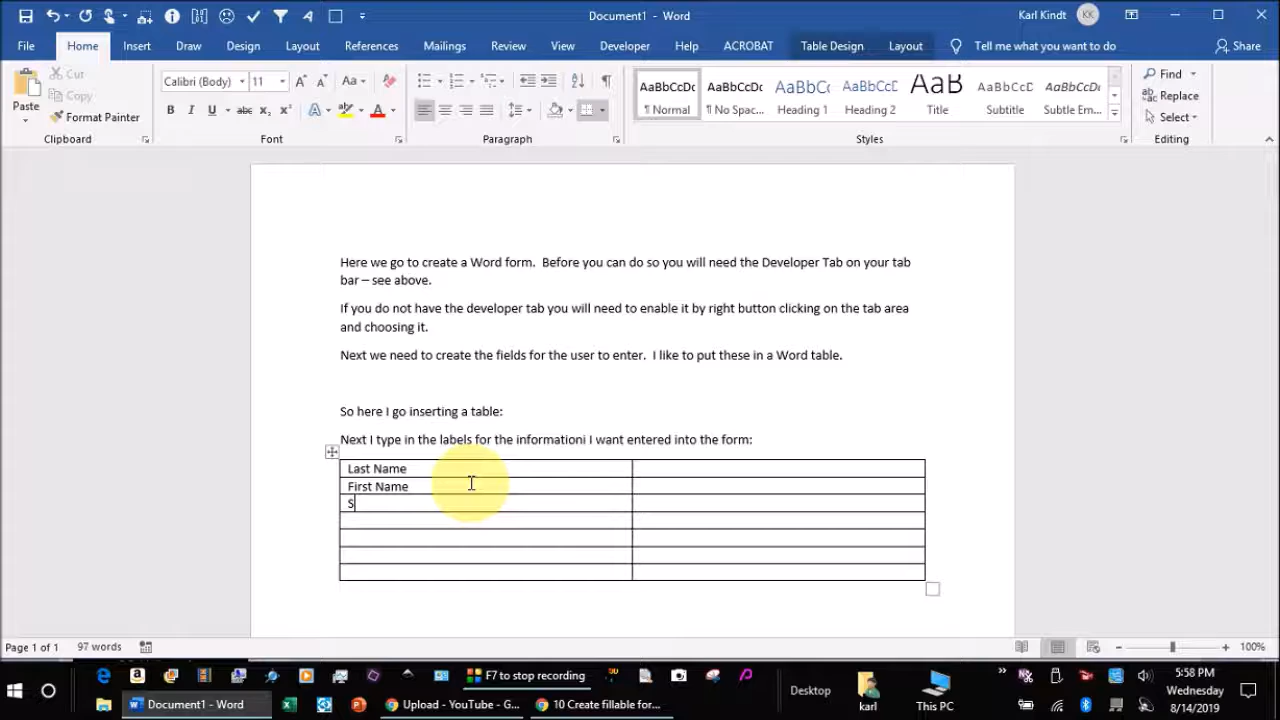 Document1 - Word
Karl Kindt
KK
File
Home
Insert
Draw
Design
Layout
References
Mailings
Review
View
Developer
Help
ACROBAT
Table Design
Layout
Tell me what you want to do
Share
Paste
Cut
Copy
Format Painter
Clipboard
Calibri (Body)
11
Font
Paragraph
AaBbCcDc
¶ Normal
AaBbCcDc
¶ No Spac...
AaBbCc
Heading 1
AaBbCcD
Heading 2
AaB
Title
AaBbCcD
Subtitle
AaBbCcDc
Subtle Em...
Styles
Find
Replace
Select
Editing
Here we go to create a Word form.  Before you can do so you will need the Developer Tab on your tab
bar – see above.
If you do not have the developer tab you will need to enable it by right button clicking on the tab area
and choosing it.
Next we need to create the fields for the user to enter.  I like to put these in a Word table.
So here I go inserting a table:
Next I type in the labels for the informationi I want entered into the form:
Last Name
First Name
S
Page 1 of 1
97 words
100%
F7 to stop recording
Desktop
karl
This PC
5:58 PM
Wednesday
8/14/2019
Document1 - Word
Upload - YouTube - G...
10 Create fillable for...